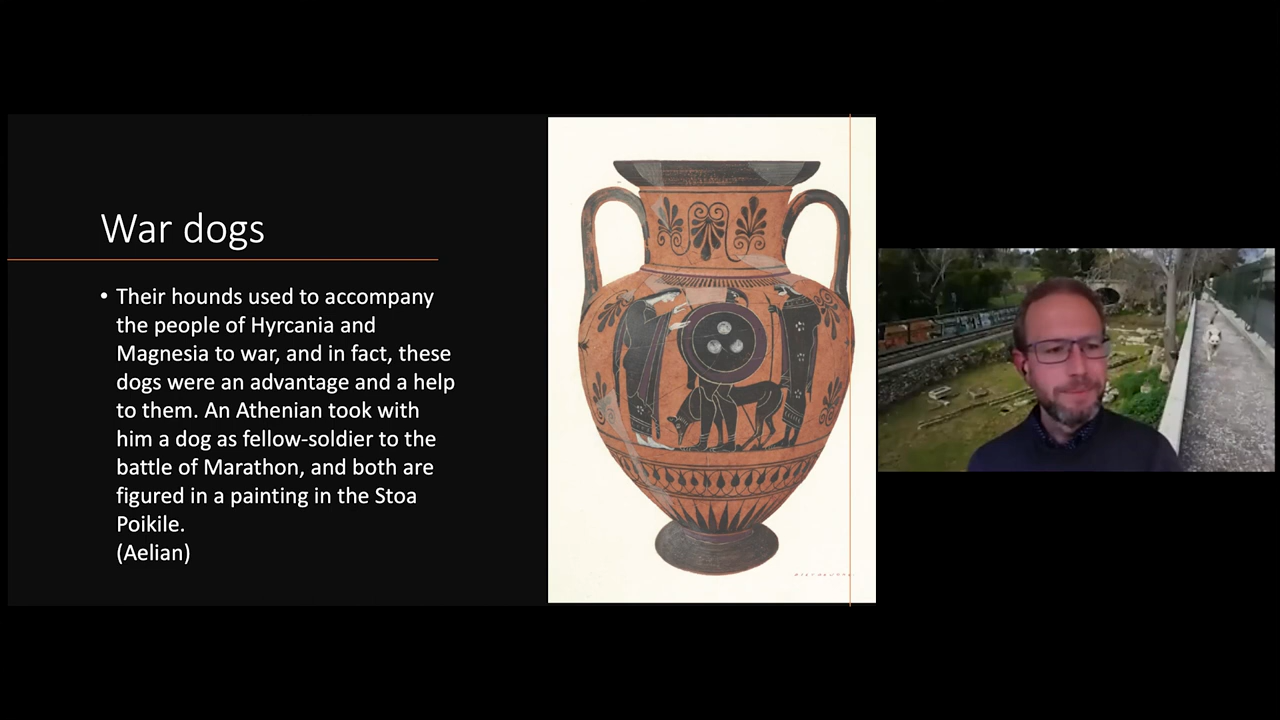 War dogs
• Their hounds used to accompany
the people of Hyrcania and
Magnesia to war, and in fact, these
dogs were an advantage and a help
to them. An Athenian took with
him a dog as fellow-soldier to the
battle of Marathon, and both are
figured in a painting in the Stoa
Poikile.
(Aelian)